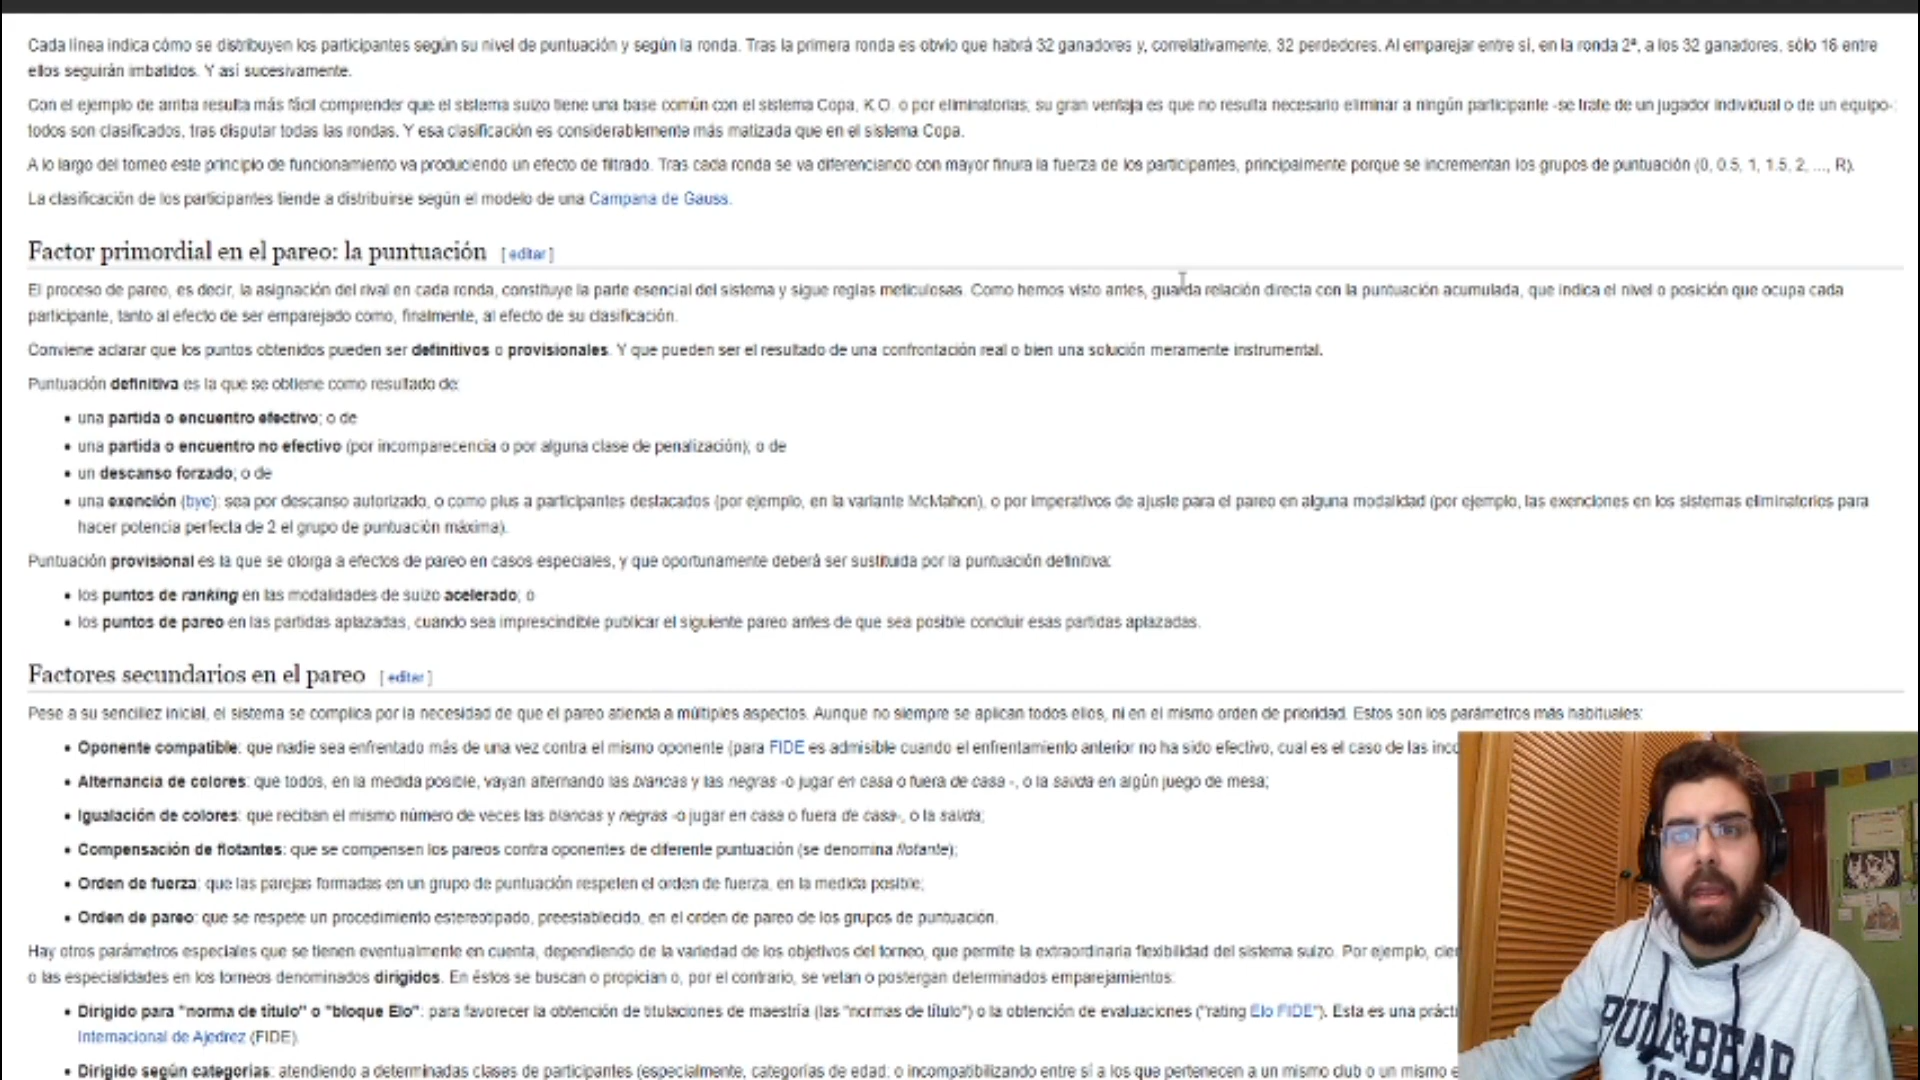 Cada línea indica cómo se distribuyen los participantes según su nivel de puntuación y según la ronda. Tras la primera ronda es obvio que habrá 32 ganadores y, correlativamente, 32 perdedores. Al emparejar entre sí, en la ronda 2ª, a los 32 ganadores, sólo 16 entre
ellos seguirán imbatidos. Y así sucesivamente.
Con el ejemplo de arriba resulta más fácil comprender que el sistema suizo tiene una base común con el sistema Copa, K.O. o por eliminatorias; su gran ventaja es que no resulta necesario eliminar a ningún participante -se trate de un jugador individual o de un equipo-:
todos son clasificados, tras disputar todas las rondas. Y esa clasificación es considerablemente más matizada que en el sistema Copa.
A lo largo del torneo este principio de funcionamiento va produciendo un efecto de filtrado. Tras cada ronda se va diferenciando con mayor finura la fuerza de los participantes, principalmente porque se incrementan los grupos de puntuación (0, 0.5, 1, 1.5, 2, ..., R).
La clasificación de los participantes tiende a distribuirse según el modelo de una Campana de Gauss.
Factor primordial en el pareo: la puntuación [ editar ]
El proceso de pareo, es decir, la asignación del rival en cada ronda, constituye la parte esencial del sistema y sigue reglas meticulosas. Como hemos visto antes, guarda relación directa con la puntuación acumulada, que indica el nivel o posición que ocupa cada
participante, tanto al efecto de ser emparejado como, finalmente, al efecto de su clasificación.
Conviene aclarar que los puntos obtenidos pueden ser definitivos o provisionales. Y que pueden ser el resultado de una confrontación real o bien una solución meramente instrumental.
Puntuación definitiva es la que se obtiene como resultado de:
• una partida o encuentro efectivo; o de
• una partida o encuentro no efectivo (por incomparecencia o por alguna clase de penalización); o de
• un descanso forzado; o de
• una exención (bye): sea por descanso autorizado, o como plus a participantes destacados (por ejemplo, en la variante McMahon), o por imperativos de ajuste para el pareo en alguna modalidad (por ejemplo, las exenciones en los sistemas eliminatorios para
hacer potencia perfecta de 2 el grupo de puntuación máxima).
Puntuación provisional es la que se otorga a efectos de pareo en casos especiales, y que oportunamente deberá ser sustituida por la puntuación definitiva:
• los puntos de ranking en las modalidades de suizo acelerado; o
• los puntos de pareo en las partidas aplazadas, cuando sea imprescindible publicar el siguiente pareo antes de que sea posible concluir esas partidas aplazadas.
Factores secundarios en el pareo [ editar ]
Pese a su sencillez inicial, el sistema se complica por la necesidad de que el pareo atienda a múltiples aspectos. Aunque no siempre se aplican todos ellos, ni en el mismo orden de prioridad. Estos son los parámetros más habituales:
• Oponente compatible: que nadie sea enfrentado más de una vez contra el mismo oponente (para FIDE es admisible cuando el enfrentamiento anterior no ha sido efectivo, cual es el caso de las inco
• Alternancia de colores: que todos, en la medida posible, vayan alternando las blancas y las negras -o jugar en casa o fuera de casa -, o la salida en algún juego de mesa;
• Igualación de colores: que reciban el mismo número de veces las blancas y negras -o jugar en casa o fuera de casa-, o la salida;
• Compensación de flotantes: que se compensen los pareos contra oponentes de diferente puntuación (se denomina flotante);
• Orden de fuerza: que las parejas formadas en un grupo de puntuación respeten el orden de fuerza, en la medida posible;
• Orden de pareo: que se respete un procedimiento estereotipado, preestablecido, en el orden de pareo de los grupos de puntuación.
Hay otros parámetros especiales que se tienen eventualmente en cuenta, dependiendo de la variedad de los objetivos del torneo, que permite la extraordinaria flexibilidad del sistema suizo. Por ejemplo, cier
o las especialidades en los torneos denominados dirigidos. En éstos se buscan o propician o, por el contrario, se vetan o postergan determinados emparejamientos:
• Dirigido para "norma de título" o "bloque Elo": para favorecer la obtención de titulaciones de maestría (las "normas de título") o la obtención de evaluaciones ("rating Elo FIDE"). Esta es una prácti
Internacional de Ajedrez (FIDE).
• Dirigido según categorías: atendiendo a determinadas clases de participantes (especialmente, categorías de edad; o incompatibilizando entre sí a los que pertenecen a un mismo club o un mismo e
PULL&BEAR